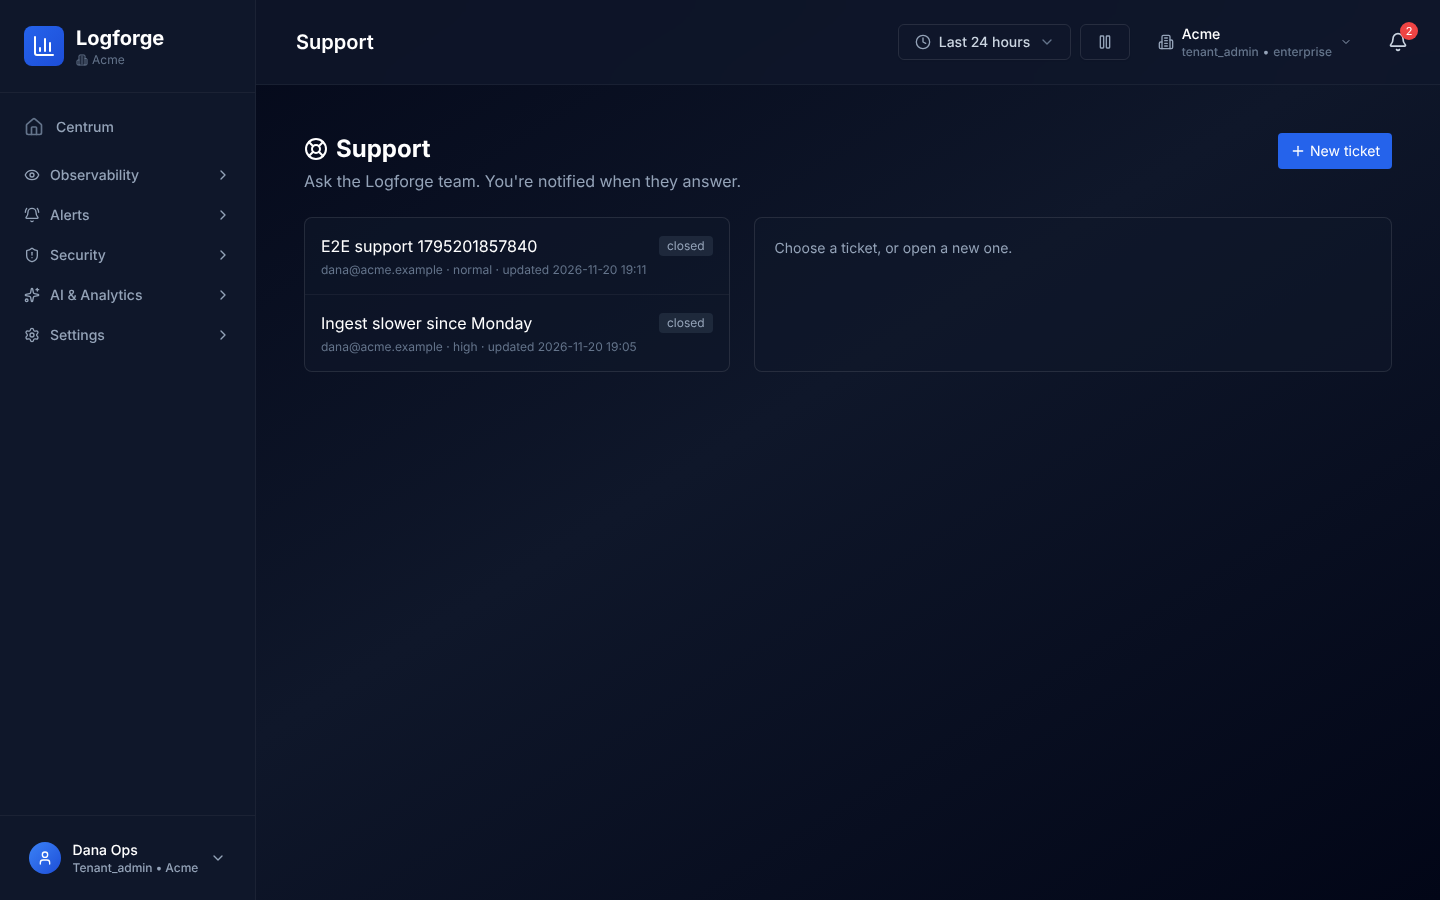 Logforge
Acme
Centrum
Observability
Alerts
Security
AI & Analytics
Settings
Dana Ops
Tenant_admin • Acme
Support
Last 24 hours
Acme
tenant_admin • enterprise
2
Support
Ask the Logforge team. You're notified when they answer.
New ticket
E2E support 1795201857840
closed
dana@acme.example · normal · updated 2026-11-20 19:11
Ingest slower since Monday
closed
dana@acme.example · high · updated 2026-11-20 19:05
Choose a ticket, or open a new one.